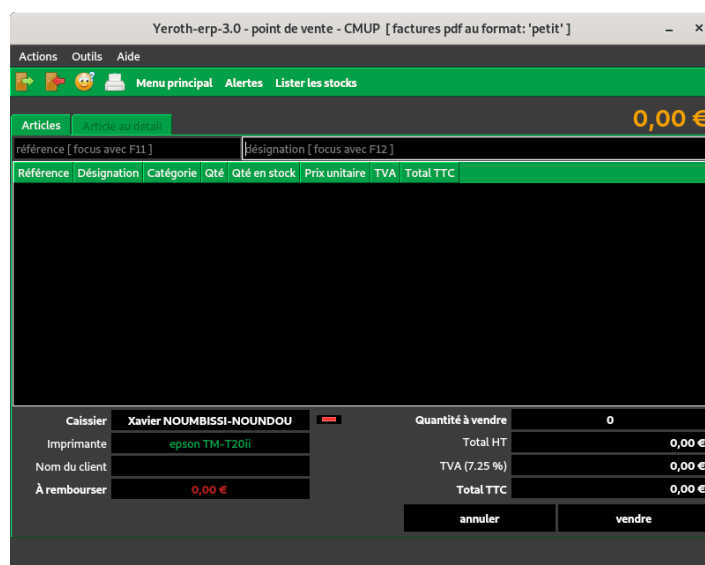 Yeroth-erp-3.0 - point de vente - CMUP [ factures pdf au format: 'petit' ]
Actions Outils Aide
Menu principal Alertes Lister les stocks
0,00 €
Articles Article au détail
référence [ focus avec F11 ] désignation [ focus avec F12 ]
Référence Désignation Catégorie Qté Qté en stock Prix unitaire TVA Total TTC
Caissier Xavier NOUMBISSI-NOUNDOU Quantité à vendre 0
Imprimante epson TM-T20ii Total HT 0,00 €
Nom du client TVA (7.25 %) 0,00 €
À rembourser 0,00 € Total TTC 0,00 €
annuler vendre